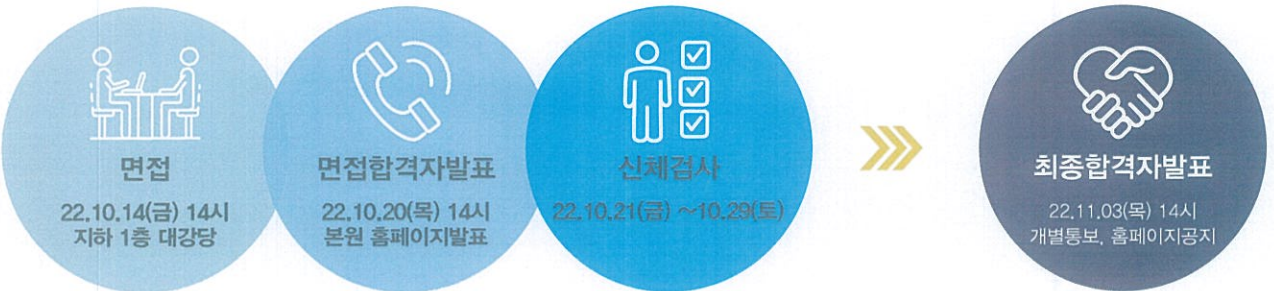 면접
22.10.14(금) 14시
지하 1층 대강당
면접합격자발표
22.10.20(목) 14시
본원 홈페이지발표
신체검사
22.10.21(금) ~10.29(토)
최종합격자발표
22.11.03(목) 14시
개별통보, 홈페이지공지